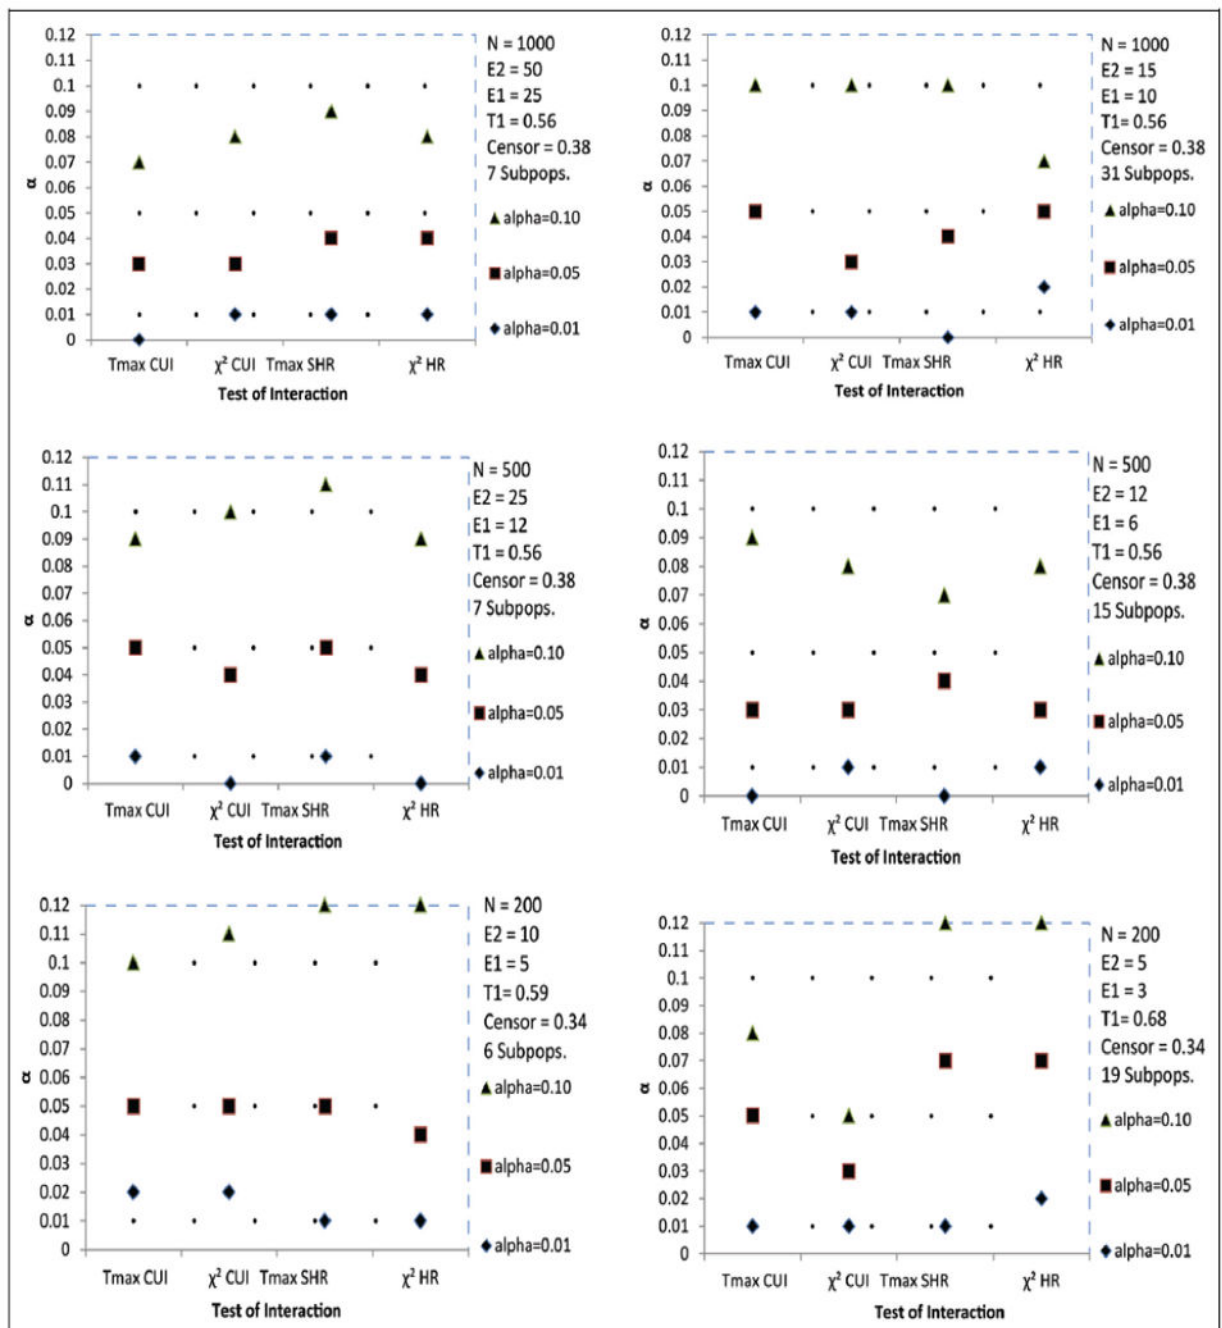 0.12
0.11
0.1
0.09
0.08
0.07
0.06
0.05
0.04
0.03
0.02
0.01
0
α
Tmax CUI χ² CUI Tmax SHR χ² HR
Test of Interaction
N = 1000
E2 = 50
E1 = 25
T1 = 0.56
Censor = 0.38
7 Subpops.
alpha=0.10
alpha=0.05
alpha=0.01
0.12
0.11
0.1
0.09
0.08
0.07
0.06
0.05
0.04
0.03
0.02
0.01
0
α
Tmax CUI χ² CUI Tmax SHR χ² HR
Test of Interaction
N = 1000
E2 = 15
E1 = 10
T1= 0.56
Censor = 0.38
31 Subpops.
alpha=0.10
alpha=0.05
alpha=0.01
0.12
0.11
0.1
0.09
0.08
0.07
0.06
0.05
0.04
0.03
0.02
0.01
0
α
Tmax CUI χ² CUI Tmax SHR χ² HR
Test of Interaction
N = 500
E2 = 25
E1 = 12
T1 = 0.56
Censor = 0.38
7 Subpops.
alpha=0.10
alpha=0.05
alpha=0.01
0.12
0.11
0.1
0.09
0.08
0.07
0.06
0.05
0.04
0.03
0.02
0.01
0
α
Tmax CUI χ² CUI Tmax SHR χ² HR
Test of Interaction
N = 500
E2 = 12
E1 = 6
T1 = 0.56
Censor = 0.38
15 Subpops.
alpha=0.10
alpha=0.05
alpha=0.01
0.12
0.11
0.1
0.09
0.08
0.07
0.06
0.05
0.04
0.03
0.02
0.01
0
α
Tmax CUI χ² CUI Tmax SHR χ² HR
Test of Interaction
N = 200
E2 = 10
E1 = 5
T1= 0.59
Censor = 0.34
6 Subpops.
alpha=0.10
alpha=0.05
alpha=0.01
0.12
0.11
0.1
0.09
0.08
0.07
0.06
0.05
0.04
0.03
0.02
0.01
0
α
Tmax CUI χ² CUI Tmax SHR χ² HR
Test of Interaction
N = 200
E2 = 5
E1 = 3
T1= 0.68
Censor = 0.34
19 Subpops.
alpha=0.10
alpha=0.05
alpha=0.01